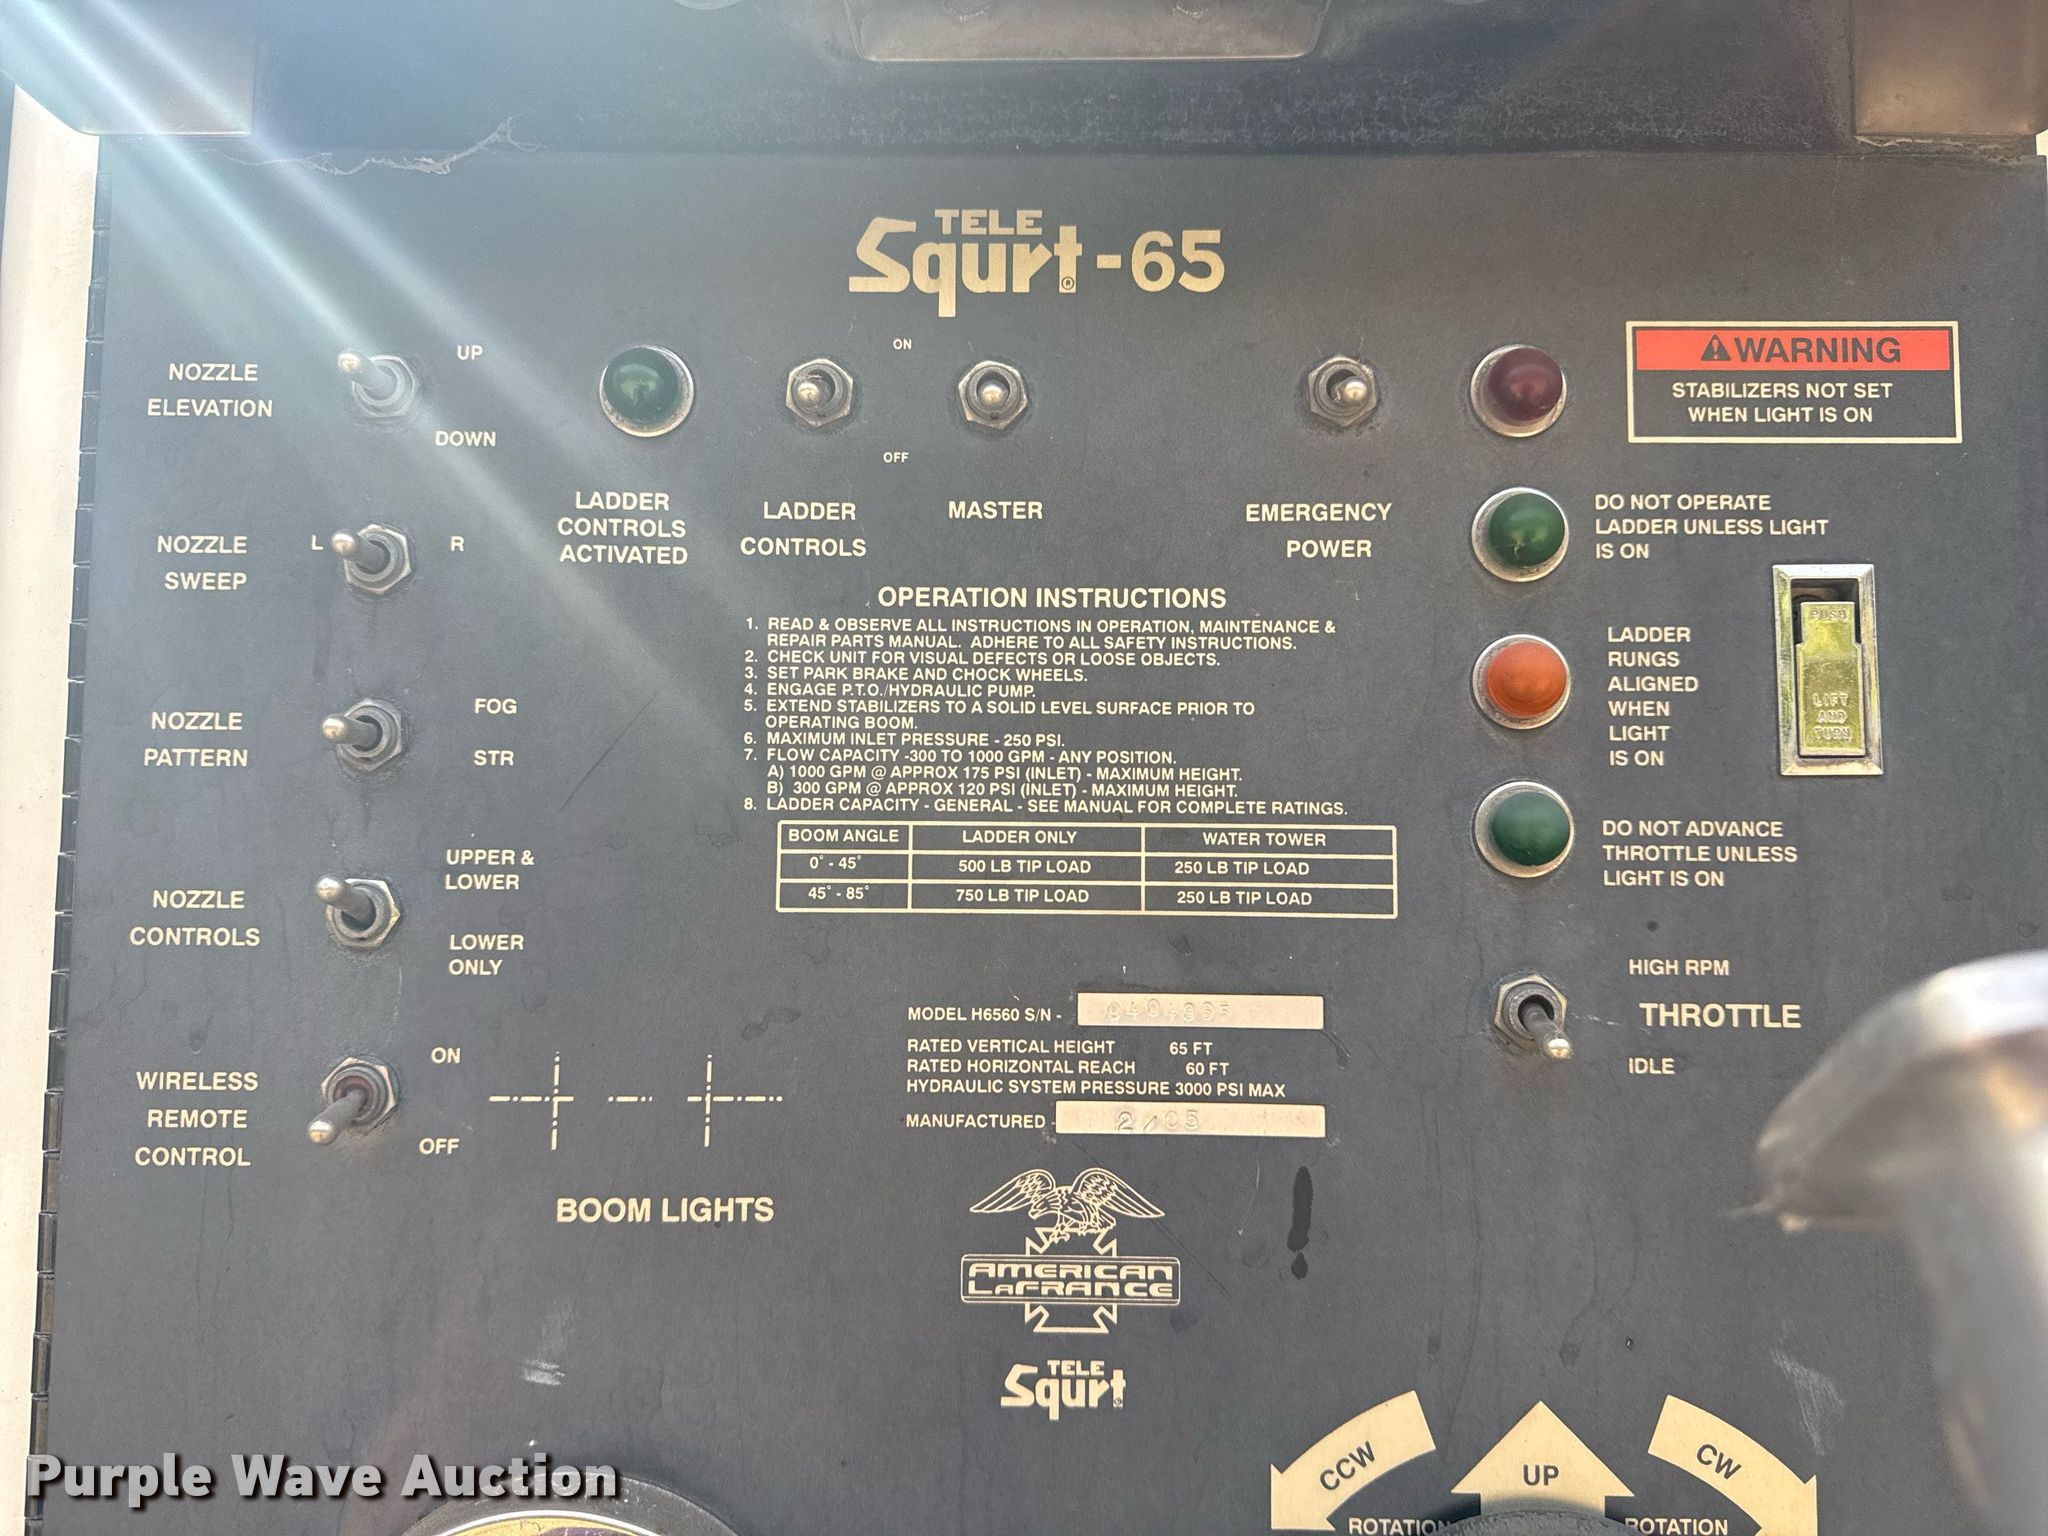 TELE
Squrt®-65
NOZZLE
ELEVATION
UP
DOWN
ON
OFF
LADDER
CONTROLS
ACTIVATED
LADDER
CONTROLS
MASTER
EMERGENCY
POWER
WARNING
STABILIZERS NOT SET
WHEN LIGHT IS ON
DO NOT OPERATE
LADDER UNLESS LIGHT
IS ON
NOZZLE
SWEEP
L
R
OPERATION INSTRUCTIONS
1. READ & OBSERVE ALL INSTRUCTIONS IN OPERATION, MAINTENANCE &
REPAIR PARTS MANUAL. ADHERE TO ALL SAFETY INSTRUCTIONS.
2. CHECK UNIT FOR VISUAL DEFECTS OR LOOSE OBJECTS.
3. SET PARK BRAKE AND CHOCK WHEELS.
4. ENGAGE P.T.O./HYDRAULIC PUMP.
5. EXTEND STABILIZERS TO A SOLID LEVEL SURFACE PRIOR TO
OPERATING BOOM.
6. MAXIMUM INLET PRESSURE - 250 PSI.
7. FLOW CAPACITY -300 TO 1000 GPM - ANY POSITION.
A) 1000 GPM @ APPROX 175 PSI (INLET) - MAXIMUM HEIGHT.
B) 300 GPM @ APPROX 120 PSI (INLET) - MAXIMUM HEIGHT.
8. LADDER CAPACITY - GENERAL - SEE MANUAL FOR COMPLETE RATINGS.
BOOM ANGLE LADDER ONLY WATER TOWER
0° - 45° 500 LB TIP LOAD 250 LB TIP LOAD
45° - 85° 750 LB TIP LOAD 250 LB TIP LOAD
LADDER
RUNGS
ALIGNED
WHEN
LIGHT
IS ON
PUSH
LIFT
AND
TURN
DO NOT ADVANCE
THROTTLE UNLESS
LIGHT IS ON
NOZZLE
PATTERN
FOG
STR
NOZZLE
CONTROLS
UPPER &
LOWER
LOWER
ONLY
WIRELESS
REMOTE
CONTROL
ON
OFF
BOOM LIGHTS
MODEL H6560 S/N -
RATED VERTICAL HEIGHT 65 FT
RATED HORIZONTAL REACH 60 FT
HYDRAULIC SYSTEM PRESSURE 3000 PSI MAX
MANUFACTURED - 2/05
HIGH RPM
THROTTLE
IDLE
AMERICAN
LaFRANCE
TELE
Squrt
CCW
UP
CW
ROTATION
ROTATION
Purple Wave Auction